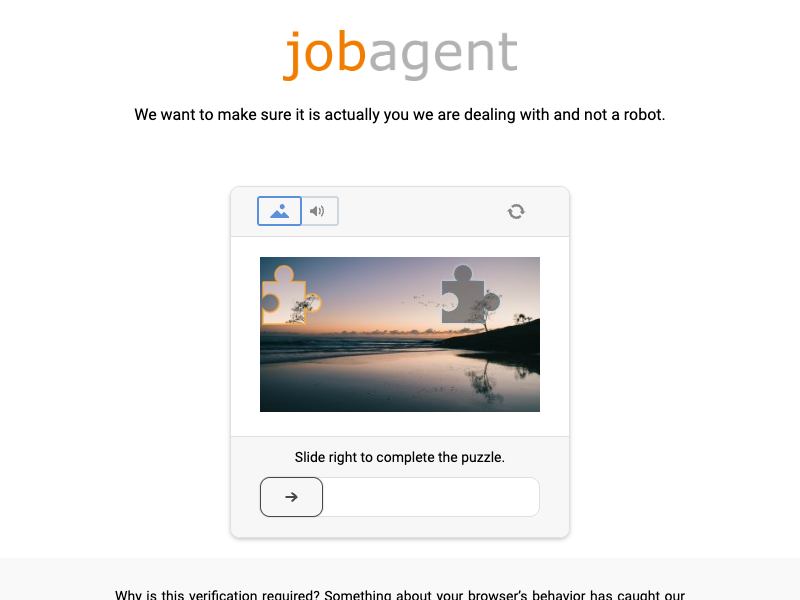 jobagent
We want to make sure it is actually you we are dealing with and not a robot.
Slide right to complete the puzzle.
Why is this verification required? Something about your browser's behavior has caught our